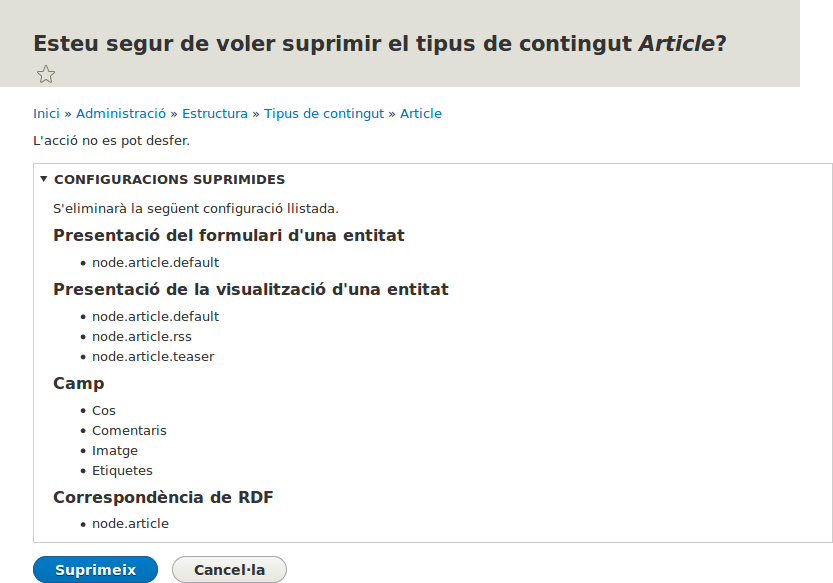 Esteu segur de voler suprimir el tipus de contingut Article?
Inici » Administració » Estructura » Tipus de contingut » Article
L'acció no es pot desfer.
CONFIGURACIONS SUPRIMIDES
S'eliminarà la següent configuració llistada.
Presentació del formulari d'una entitat
• node.article.default
Presentació de la visualització d'una entitat
• node.article.default
• node.article.rss
• node.article.teaser
Camp
• Cos
• Comentaris
• Imatge
• Etiquetes
Correspondència de RDF
• node.article
Suprimeix Cancel·la